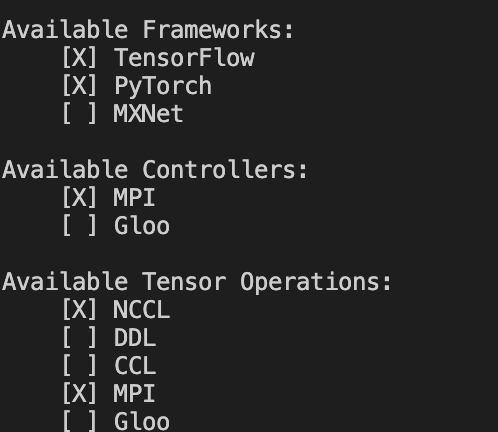 Available Frameworks:
[X] TensorFlow
[X] PyTorch
[ ] MXNet
Available Controllers:
[X] MPI
[ ] Gloo
Available Tensor Operations:
[X] NCCL
[ ] DDL
[ ] CCL
[X] MPI
[ ] Gloo